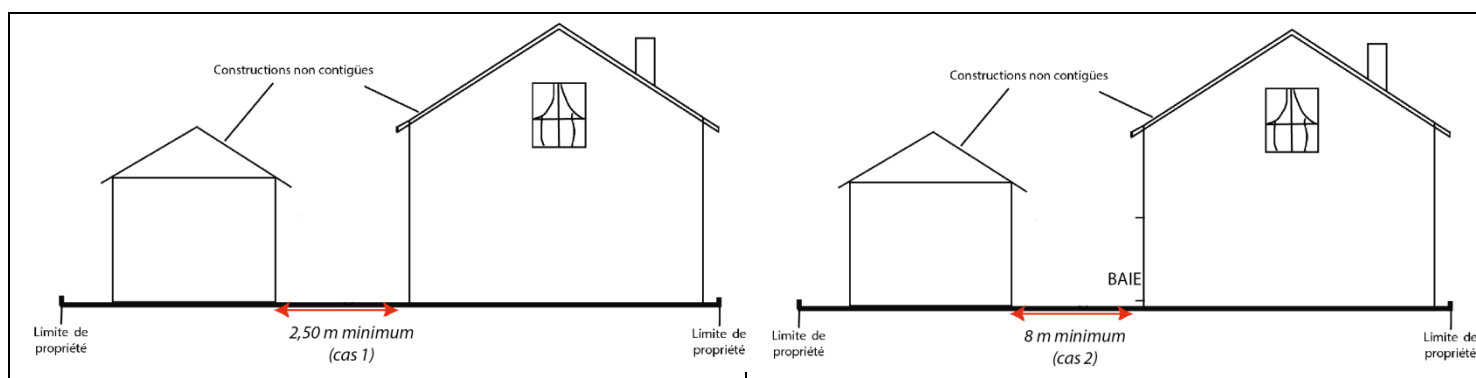 Constructions non contigües
Limite de
propriété
2,50 m minimum
(cas 1)
Limite de
propriété
Constructions non contigües
BAIE
Limite de
propriété
8 m minimum
(cas 2)
Limite de
propriété